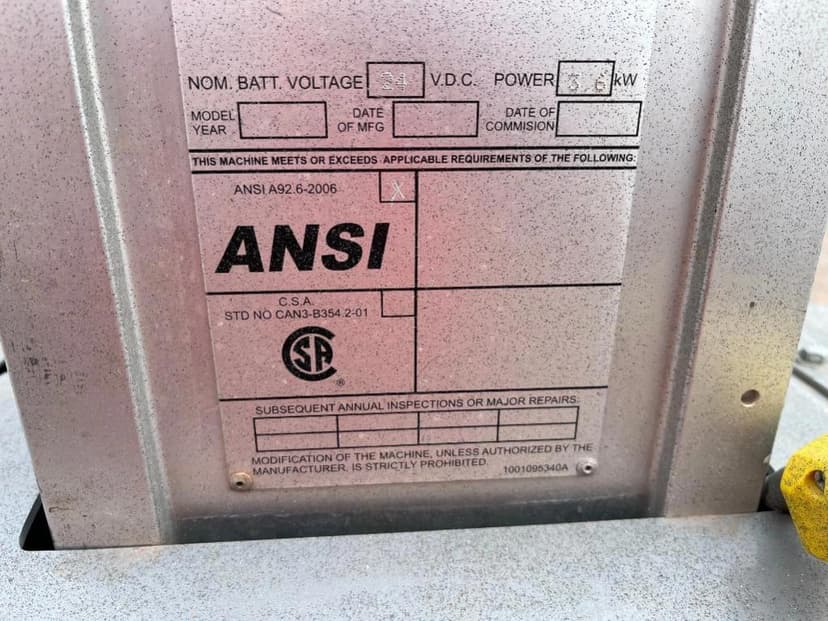 NOM. BATT. VOLTAGE 24 V.D.C. POWER 3.6 kW
MODEL YEAR DATE OF MFG DATE OF COMMISION
THIS MACHINE MEETS OR EXCEEDS APPLICABLE REQUIREMENTS OF THE FOLLOWING:
ANSI A92.6-2006 X
ANSI
C.S.A.
STD NO CAN3-B354.2-01
CSA
®
SUBSEQUENT ANNUAL INSPECTIONS OR MAJOR REPAIRS:
MODIFICATION OF THE MACHINE, UNLESS AUTHORIZED BY THE
MANUFACTURER, IS STRICTLY PROHIBITED. 1001095340A